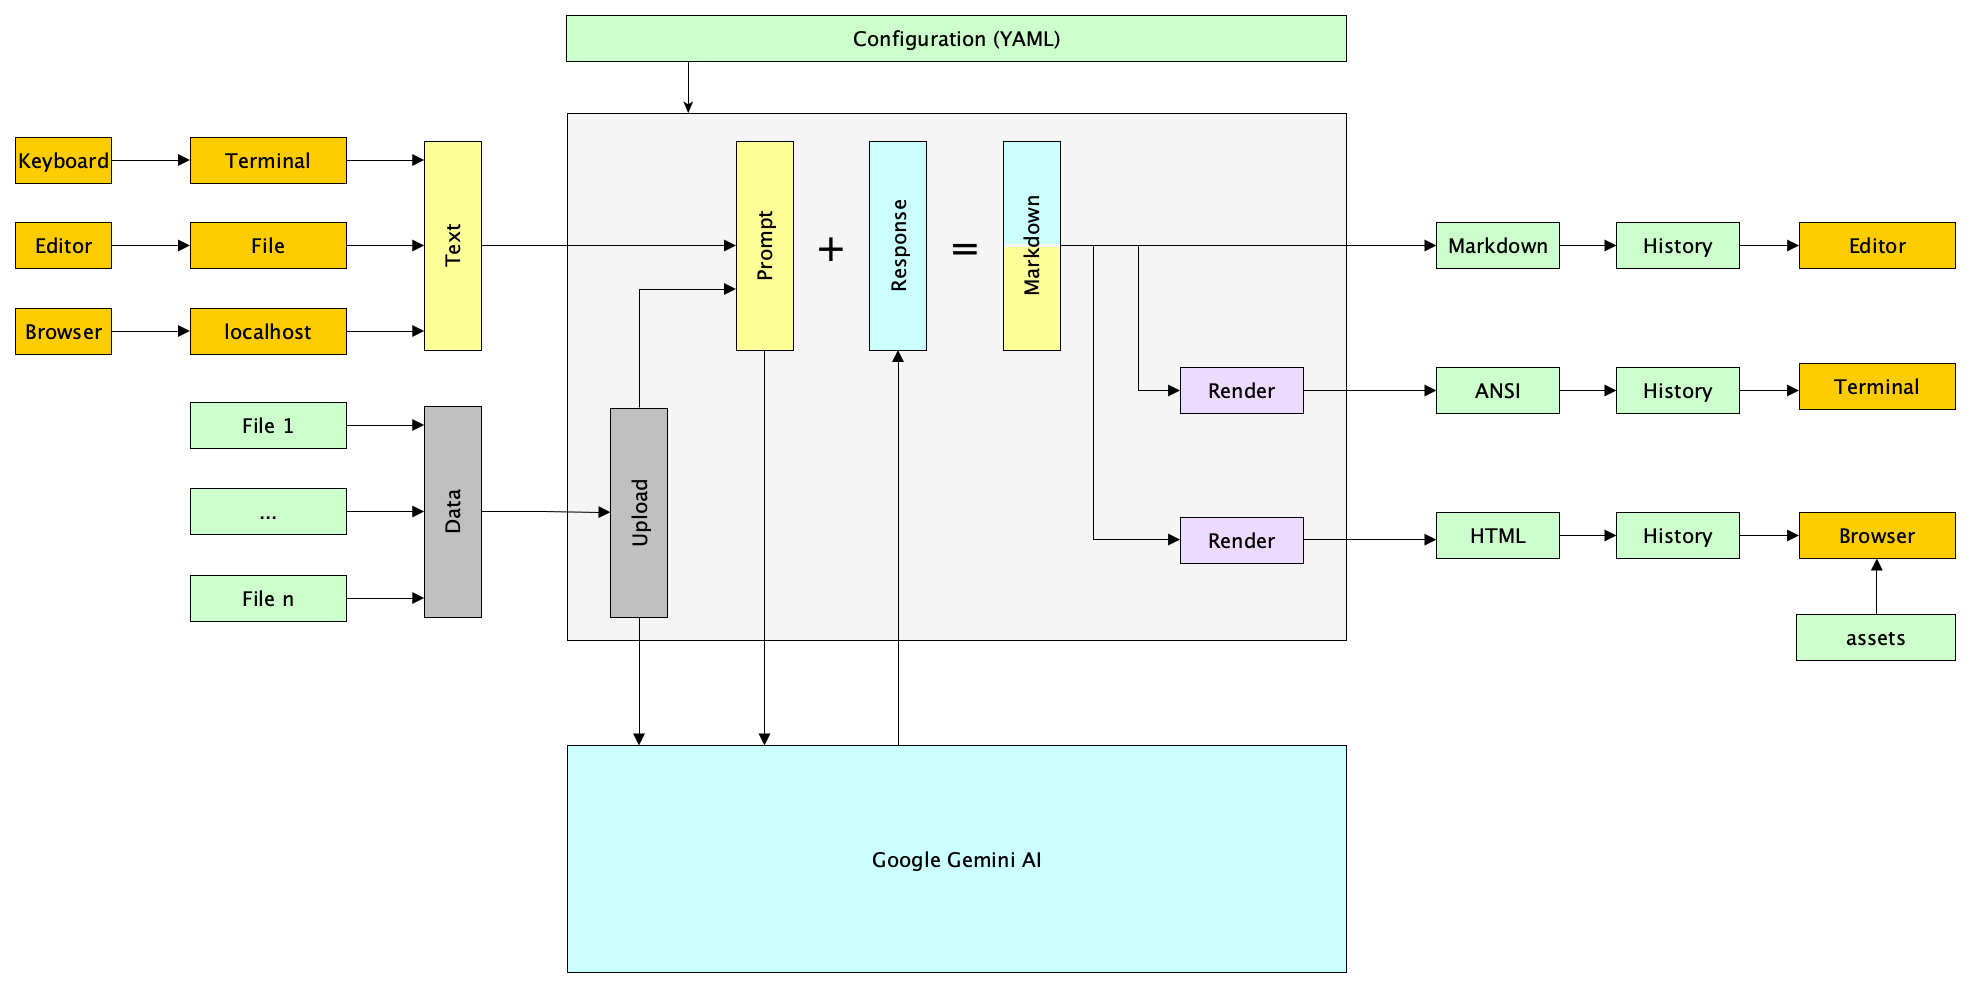 Configuration (YAML)
Keyboard
Terminal
Editor
File
Browser
localhost
Text
File 1
...
File n
Data
Upload
Prompt
+
Response
=
Markdown
Render
Render
Markdown
History
Editor
ANSI
History
Terminal
HTML
History
Browser
assets
Google Gemini AI